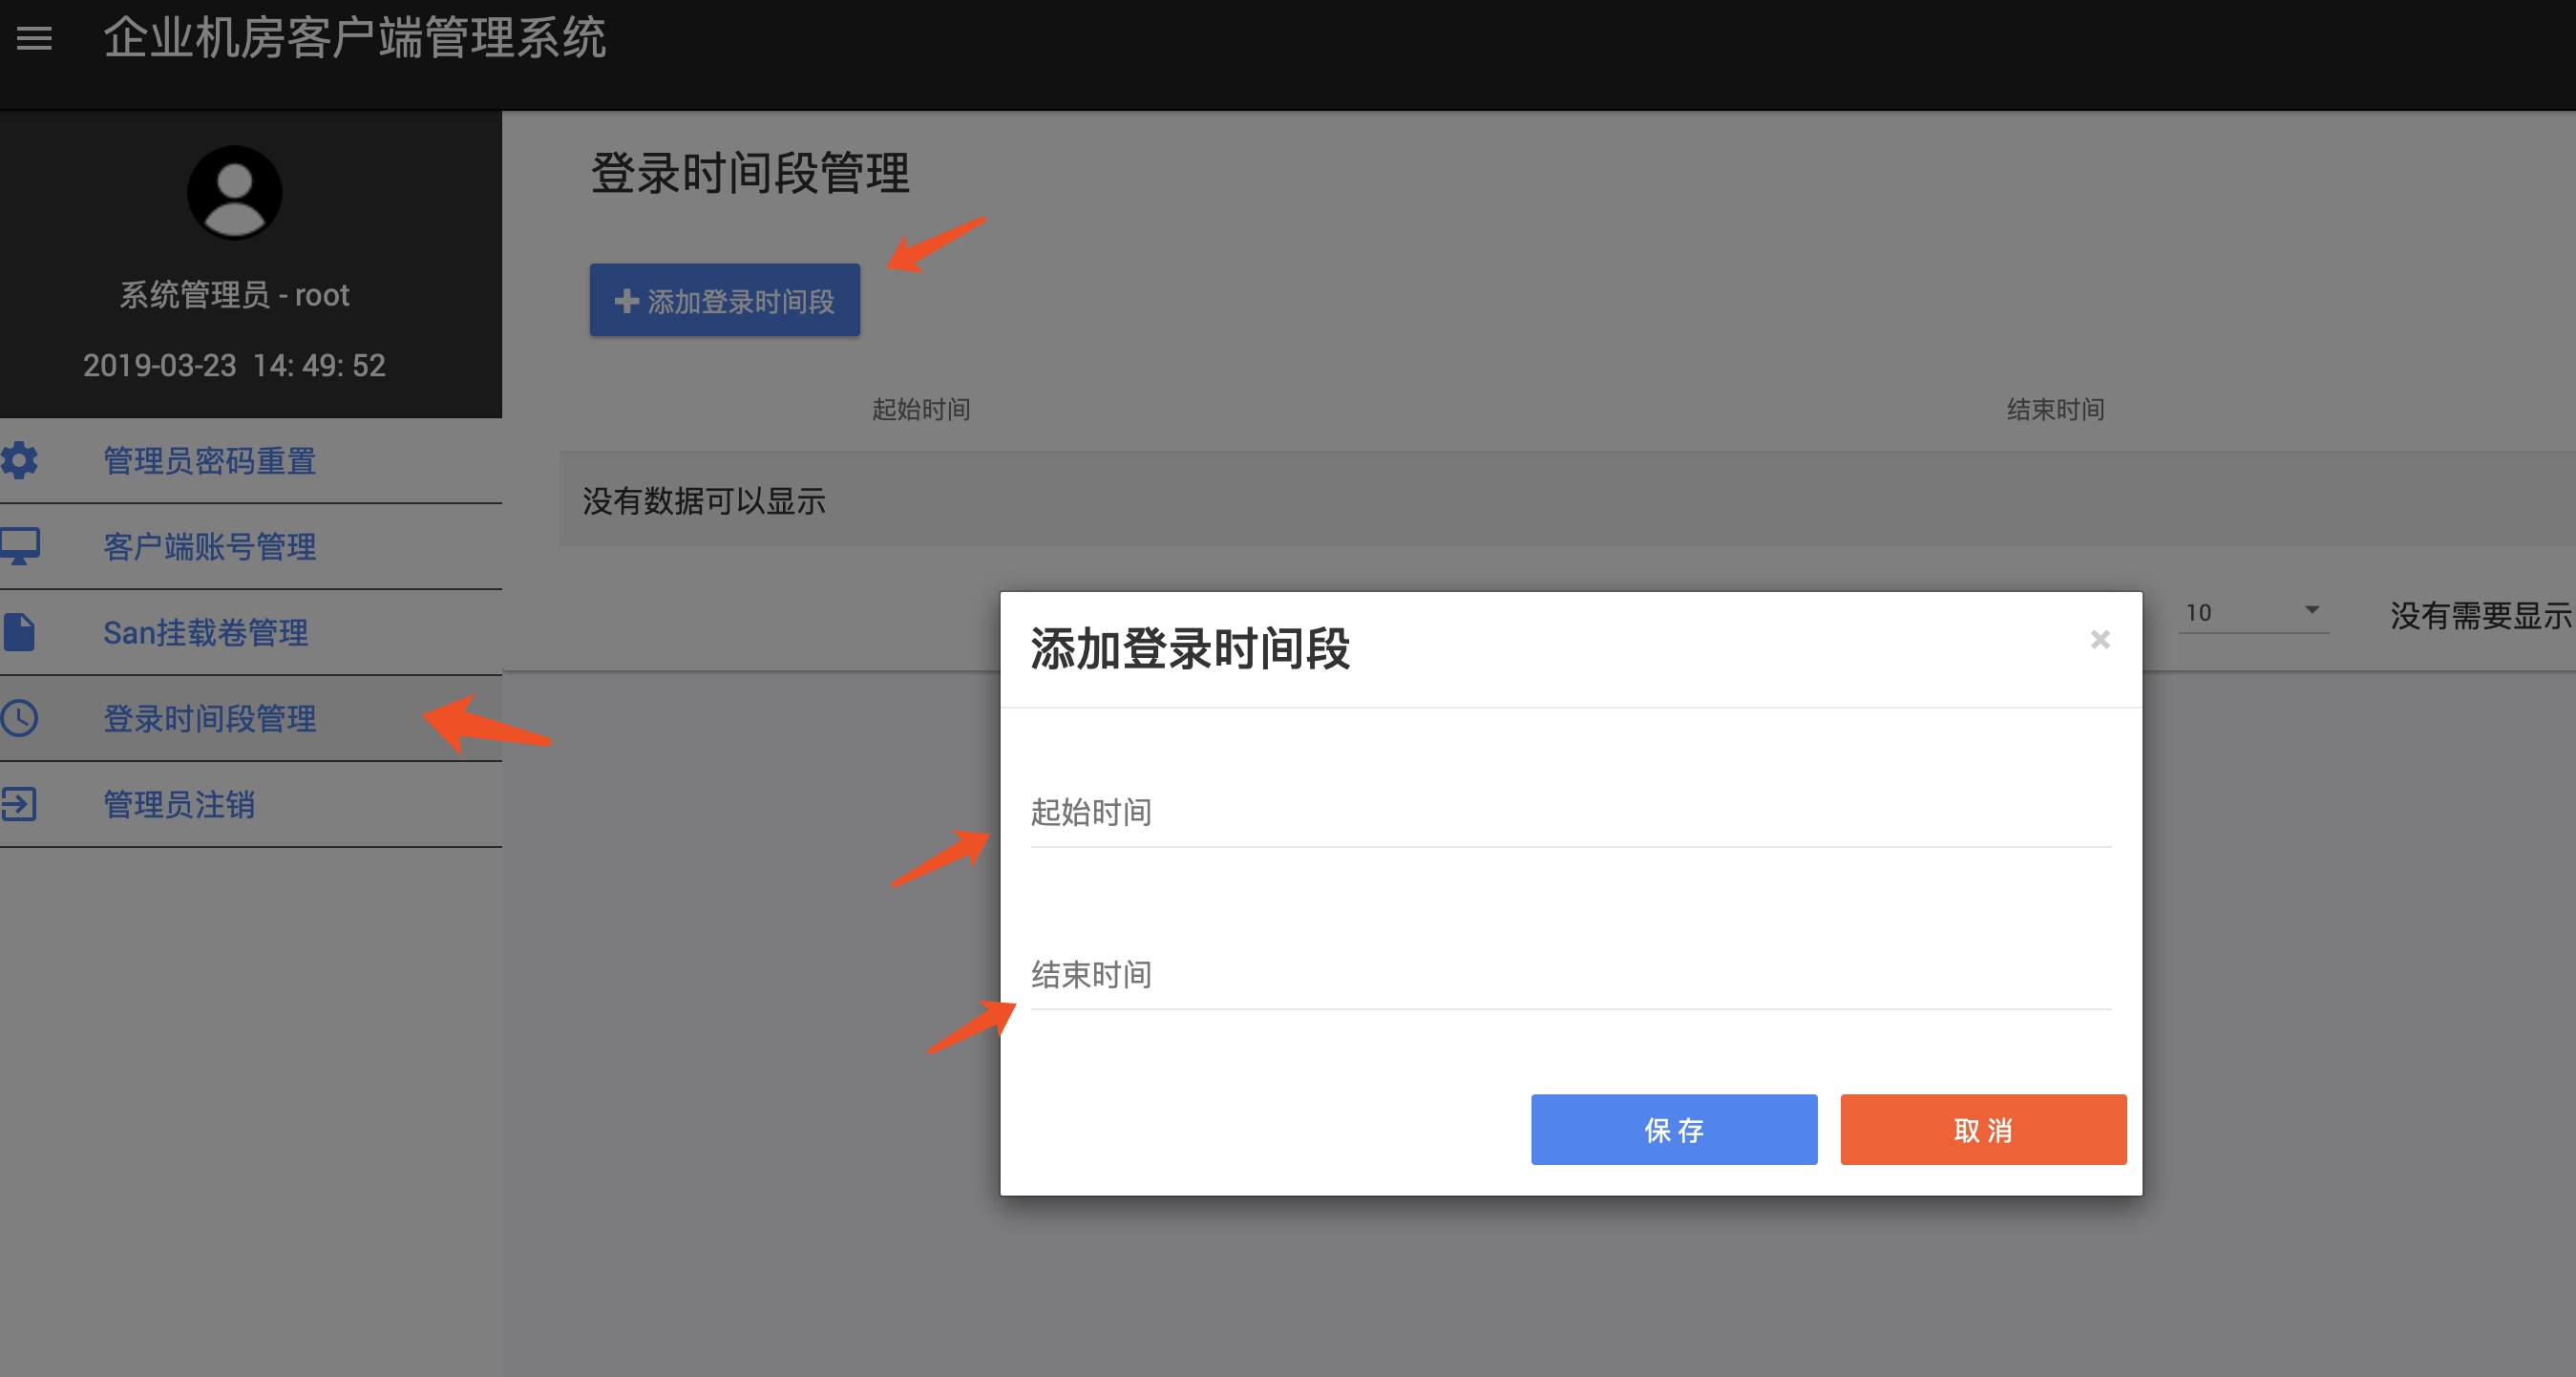 企业机房客户端管理系统
系统管理员 - root
2019-03-23 14: 49: 52
管理员密码重置
客户端账号管理
San挂载卷管理
登录时间段管理
管理员注销
登录时间段管理
添加登录时间段
起始时间 结束时间
没有数据可以显示
10 没有需要显示
添加登录时间段
×
起始时间
结束时间
保 存 取 消